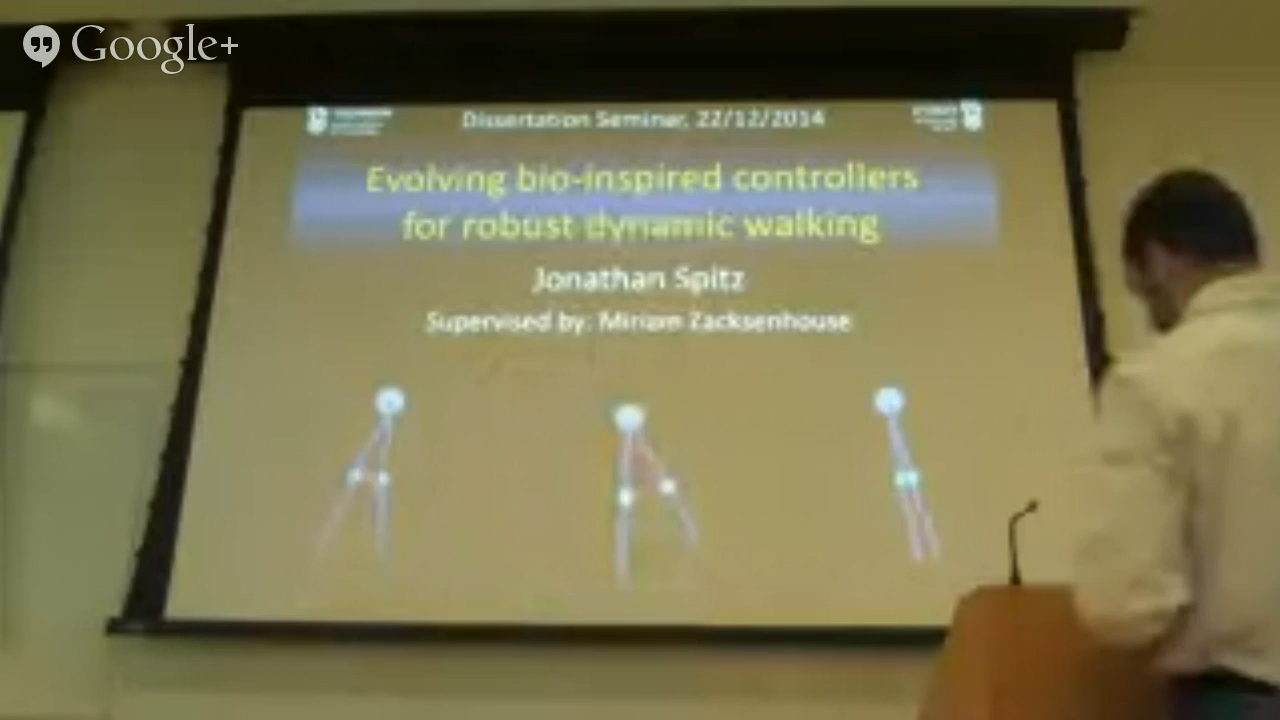 Google+
Dissertation Seminar, 22/12/2014
Evolving bio-inspired controllers
for robust dynamic walking
Jonathan Spitz
Supervised by: Miriam Zacksenhouse